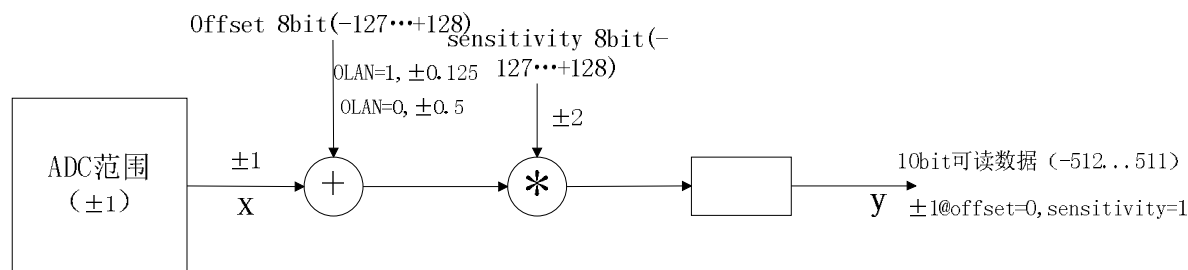 Offset 8bit(-127···+128)
sensitivity 8bit(-
127···+128)
OLAN=1, ±0.125
OLAN=0, ±0.5
±2
ADC范围
(±1)
±1
x
+
*
y
10bit可读数据（-512...511）
±1@offset=0,sensitivity=1